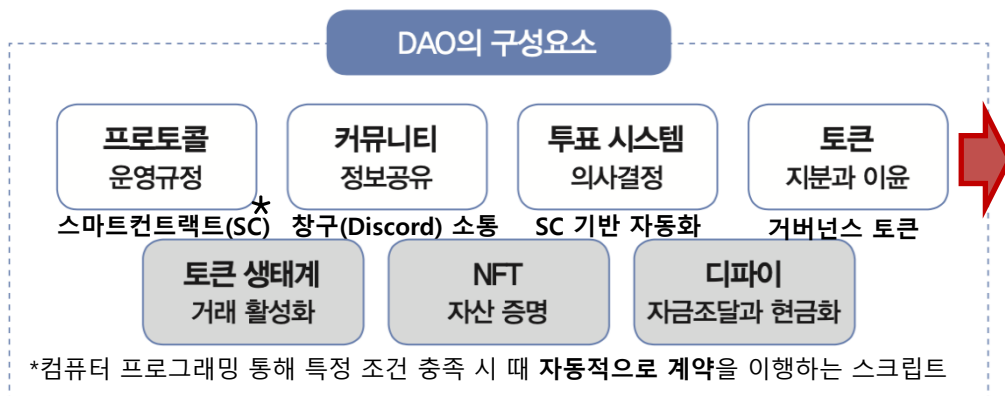 DAO의 구성요소
프로토콜 커뮤니티 투표 시스템 토큰
운영규정 정보공유 의사결정 지분과 이윤
*
스마트컨트랙트(SC) 창구(Discord) 소통 SC 기반 자동화 거버넌스 토큰
토큰 생태계 NFT 디파이
거래 활성화 자산 증명 자금조달과 현금화
*컴퓨터 프로그래밍 통해 특정 조건 충족 시 때 자동적으로 계약을 이행하는 스크립트